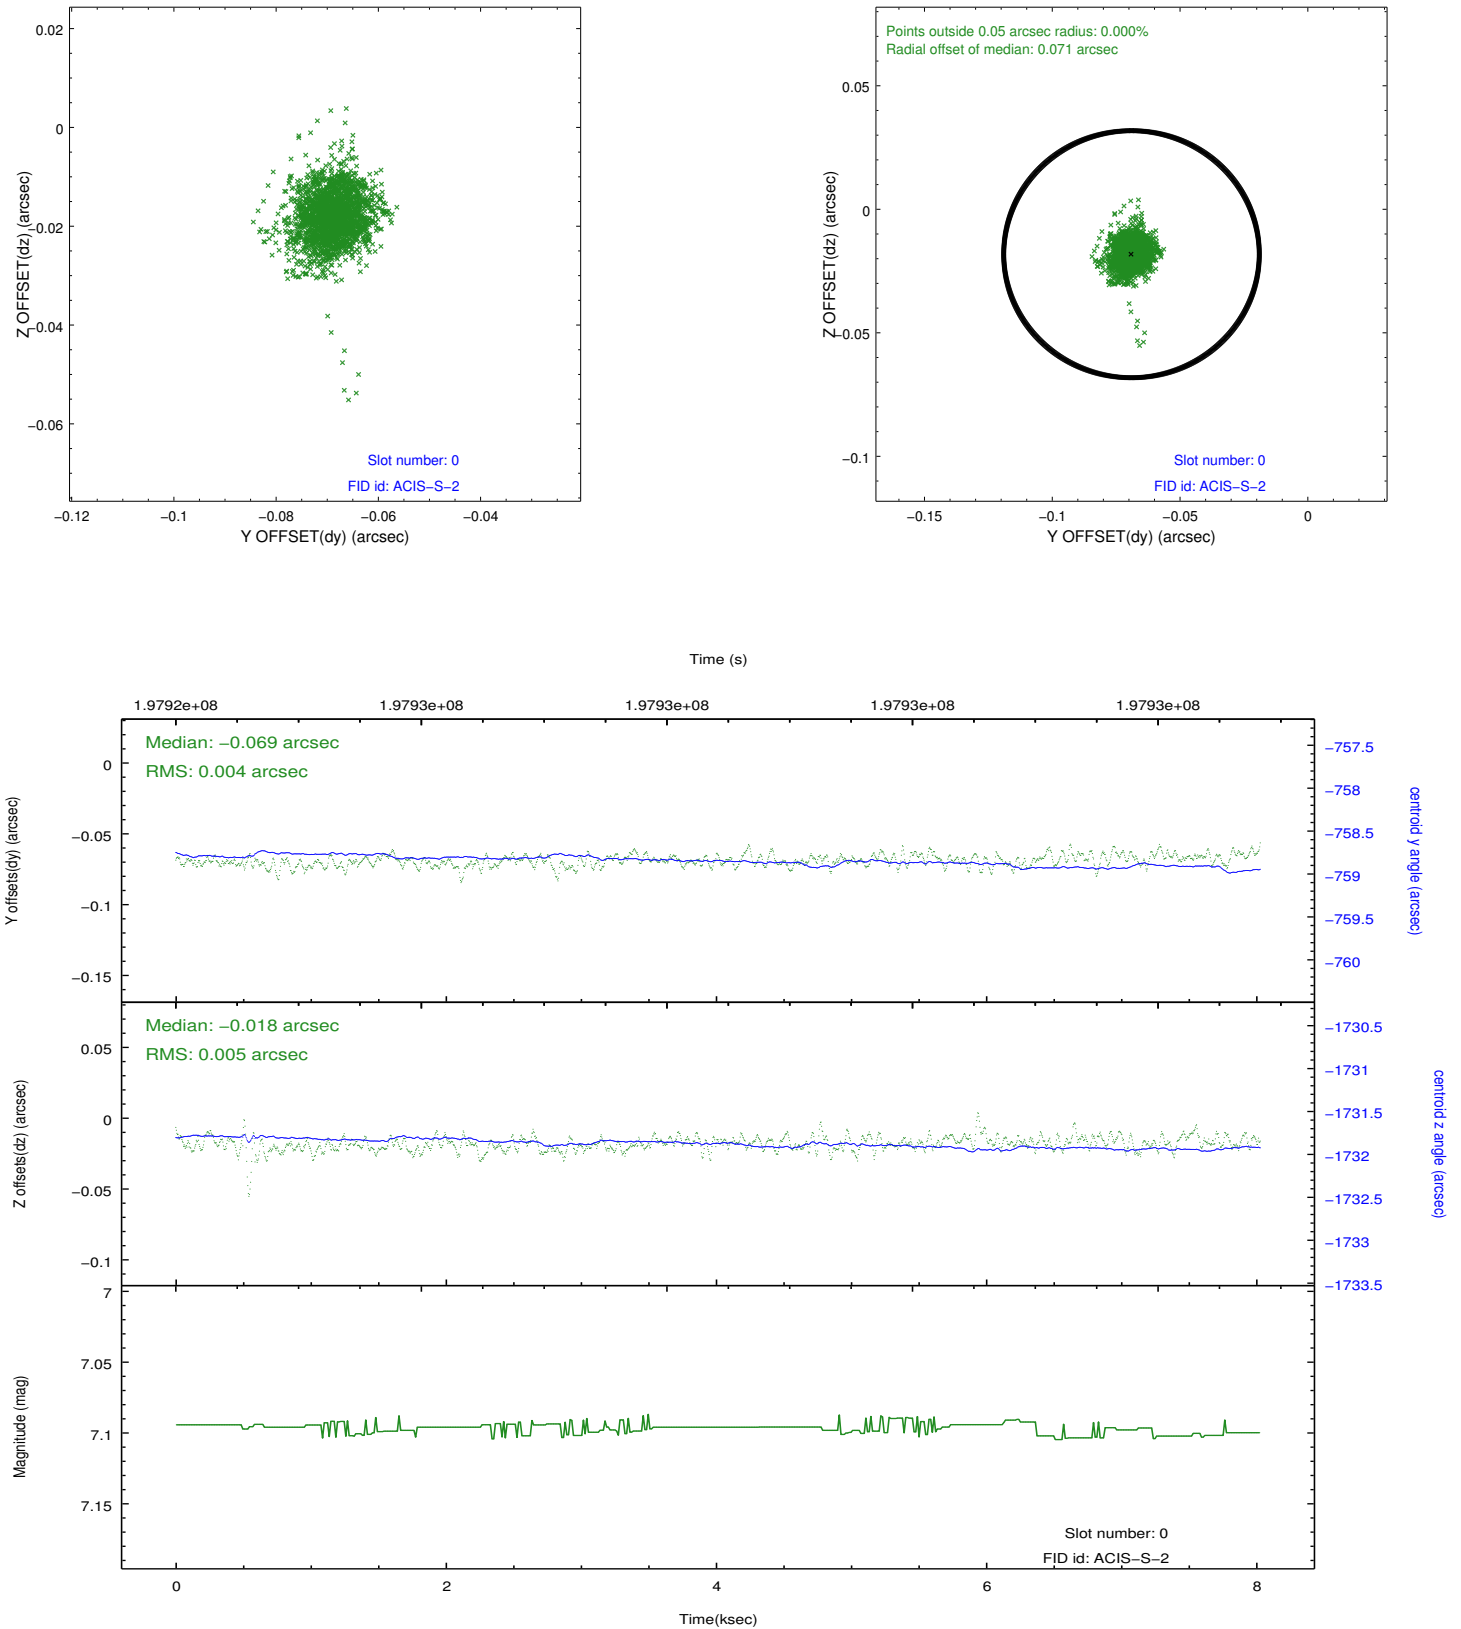 0.02
0
−0.02
−0.04
−0.06
Z OFFSET(dz) (arcsec)
Slot number: 0
FID id: ACIS−S−2
−0.12
−0.1
−0.08
−0.06
−0.04
Y OFFSET(dy) (arcsec)
Points outside 0.05 arcsec radius: 0.000%
Radial offset of median: 0.071 arcsec
0.05
0
−0.05
−0.1
Z OFFSET(dz) (arcsec)
Slot number: 0
FID id: ACIS−S−2
−0.15
−0.1
−0.05
0
Y OFFSET(dy) (arcsec)
Time (s)
1.9792e+08
1.9793e+08
1.9793e+08
1.9793e+08
1.9793e+08
Median: −0.069 arcsec
RMS: 0.004 arcsec
0
−0.05
−0.1
−0.15
Y offsets(dy) (arcsec)
−757.5
−758
−758.5
−759
−759.5
−760
centroid y angle (arcsec)
Median: −0.018 arcsec
RMS: 0.005 arcsec
0.05
0
−0.05
−0.1
Z offsets(dz) (arcsec)
−1730.5
−1731
−1731.5
−1732
−1732.5
−1733
−1733.5
centroid z angle (arcsec)
7
7.05
7.1
7.15
Magnitude (mag)
Slot number: 0
FID id: ACIS−S−2
0
2
4
6
8
Time(ksec)